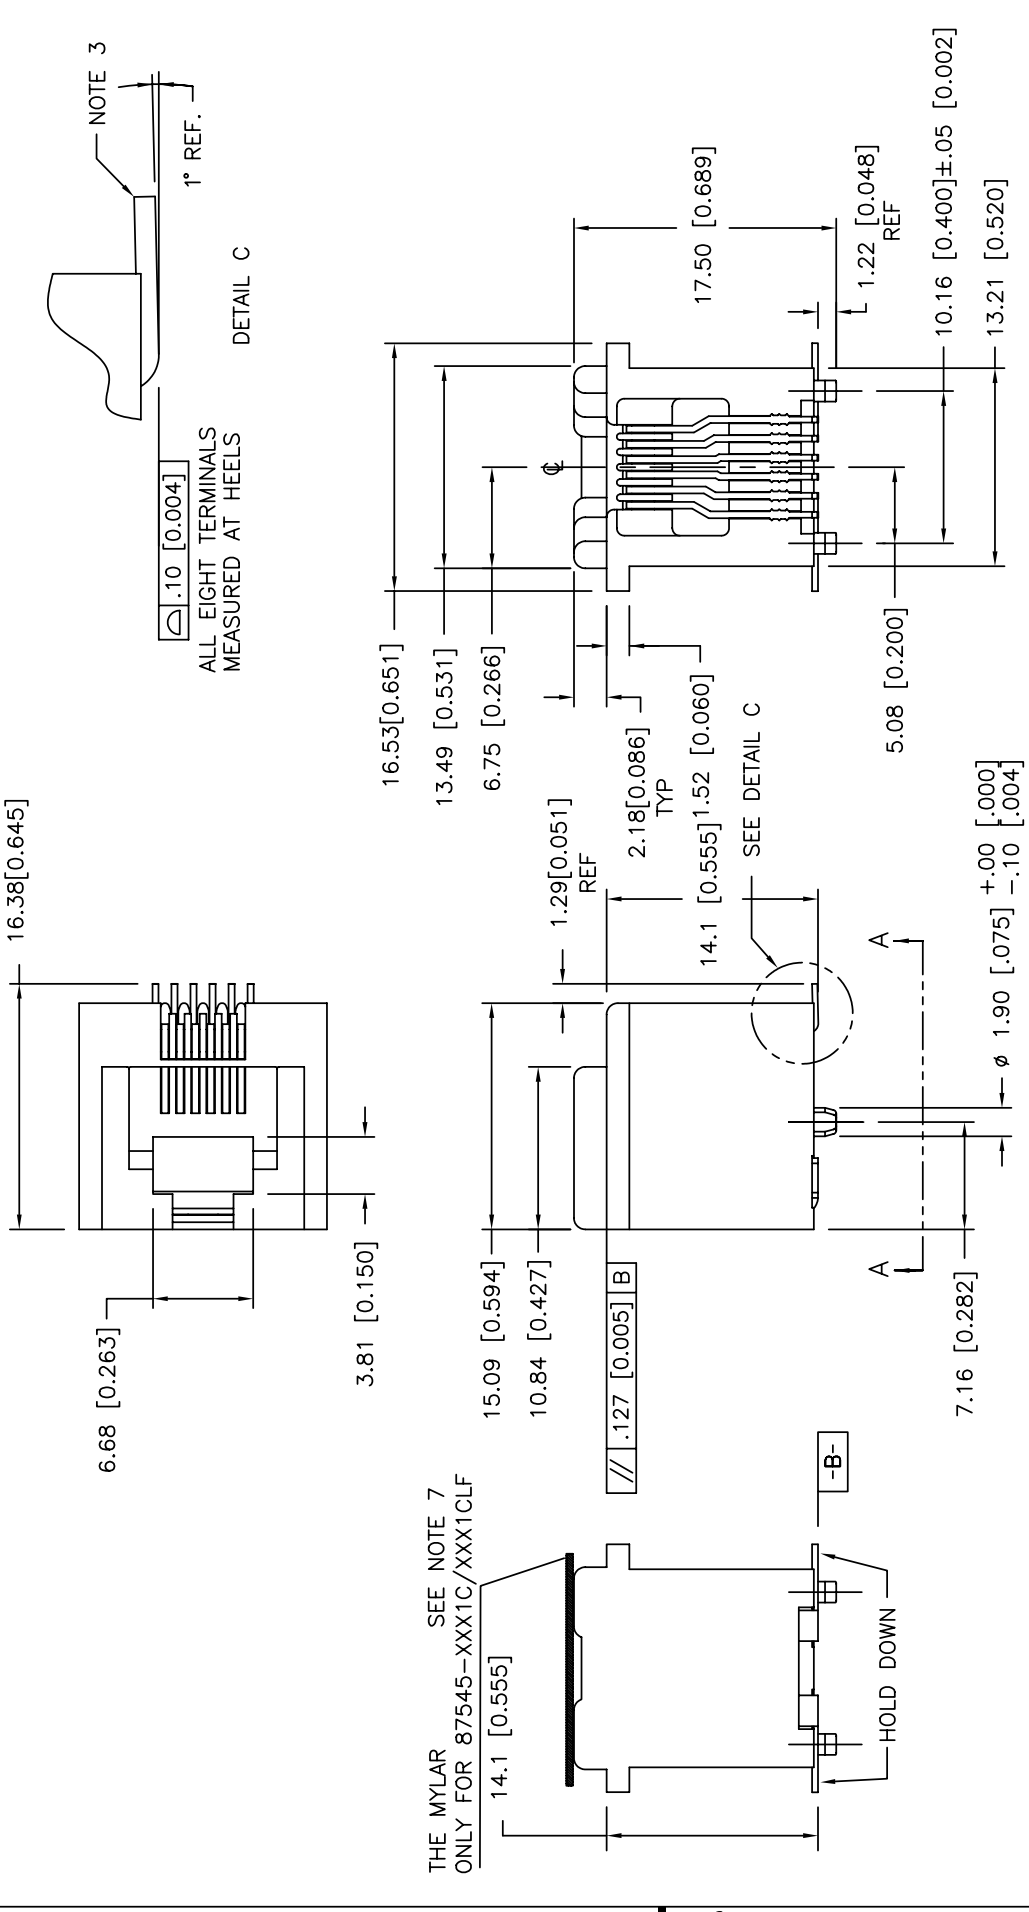 16.38[0.645]
6.68 [0.263]
3.81 [0.150]
NOTE 3
1° REF.
DETAIL C
.10 [0.004]
ALL EIGHT TERMINALS
MEASURED AT HEELS
THE MYLAR SEE NOTE 7
ONLY FOR 87545-XXX1C/XXX1CLF
14.1 [0.555]
HOLD DOWN
-B-
// .127 [0.005] B
15.09 [0.594]
10.84 [0.427]
1.29[0.051]
REF
14.1 [0.555]
SEE DETAIL C
A
A
7.16 [0.282]
ø 1.90 [.075] +.00 [.000]
-.10 [.004]
16.53[0.651]
13.49 [0.531]
6.75 [0.266]
2.18[0.086]
TYP
1.52 [0.060]
℄
17.50 [0.689]
1.22 [0.048]
REF
10.16 [0.400]±.05 [0.002]
13.21 [0.520]
5.08 [0.200]